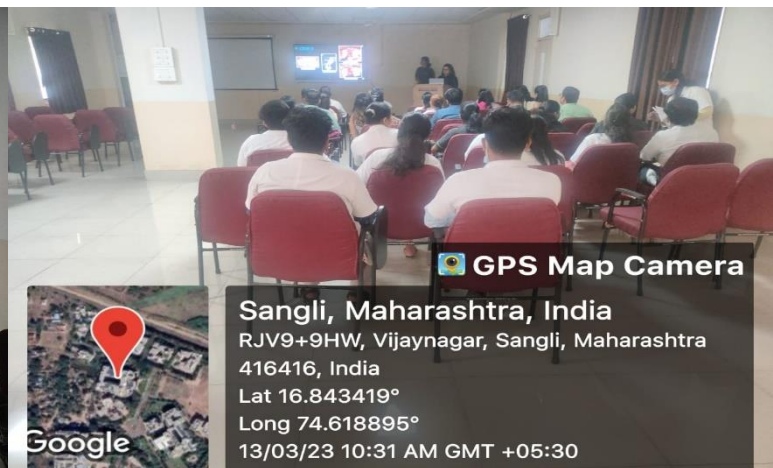 GPS Map Camera
Sangli, Maharashtra, India
RJV9+9HW, Vijaynagar, Sangli, Maharashtra
416416, India
Lat 16.843419°
Long 74.618895°
13/03/23 10:31 AM GMT +05:30
Google